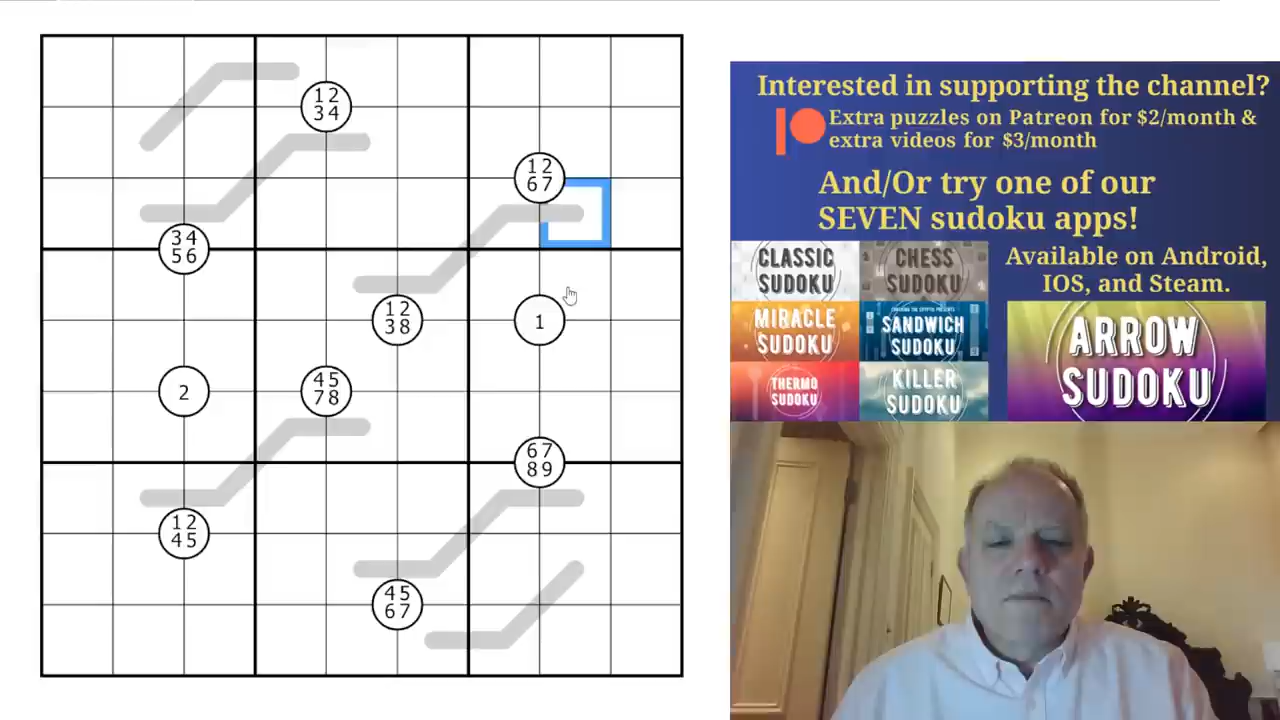 12
34
12
67
34
56
12
38
1
2
45
78
67
89
12
45
45
67
Interested in supporting the channel?
Extra puzzles on Patreon for $2/month &
extra videos for $3/month
And/Or try one of our
SEVEN sudoku apps!
CLASSIC
SUDOKU
CHESS
SUDOKU
Available on Android,
IOS, and Steam.
MIRACLE
SUDOKU
SANDWICH
SUDOKU
ARROW
SUDOKU
THERMO
SUDOKU
KILLER
SUDOKU